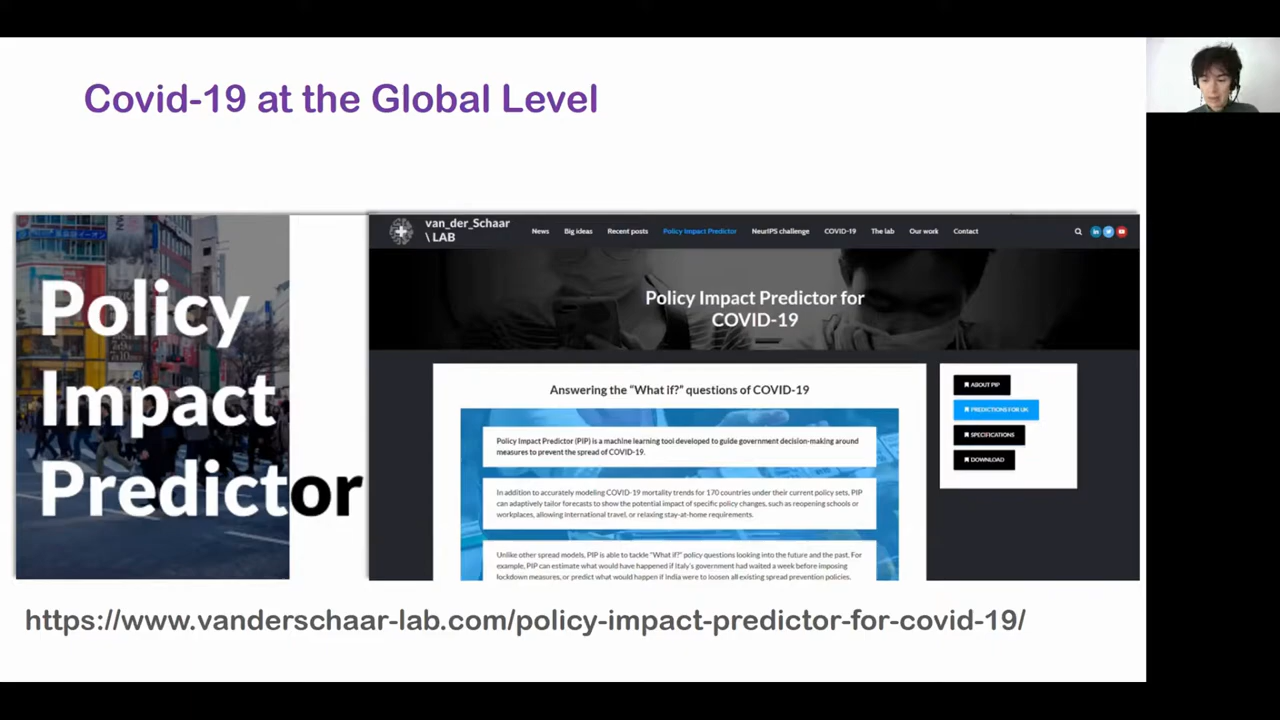 Covid-19 at the Global Level
Policy
Impact
Predictor
van_der_Schaar
\ LAB
News Big ideas Recent posts Policy Impact Predictor NeurIPS challenge COVID-19 The lab Our work Contact
Policy Impact Predictor for
COVID-19
Answering the “What if?” questions of COVID-19
Policy Impact Predictor (PIP) is a machine learning tool developed to guide government decision-making around
measures to prevent the spread of COVID-19.
In addition to accurately modeling COVID-19 mortality trends for 170 countries under their current policy sets, PIP
can adaptively tailor forecasts to show the potential impact of specific policy changes, such as reopening schools or
workplaces, allowing international travel, or relaxing stay-at-home requirements.
Unlike other spread models, PIP is able to tackle “What if?” policy questions looking into the future and the past. For
example, PIP can estimate what would have happened if Italy's government had waited a week before imposing
lockdown measures, or predict what would happen if India were to loosen all existing spread prevention policies.
ABOUT PIP
PREDICTIONS FOR UK
SPECIFICATIONS
DOWNLOAD
https://www.vanderschaar-lab.com/policy-impact-predictor-for-covid-19/